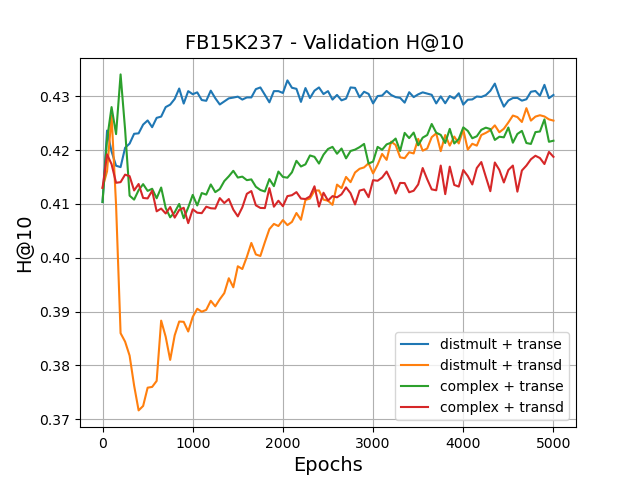 FB15K237 - Validation H@10
H@10
0.43
0.42
0.41
0.40
0.39
0.38
0.37
0
1000
2000
3000
4000
5000
Epochs
distmult + transe
distmult + transd
complex + transe
complex + transd